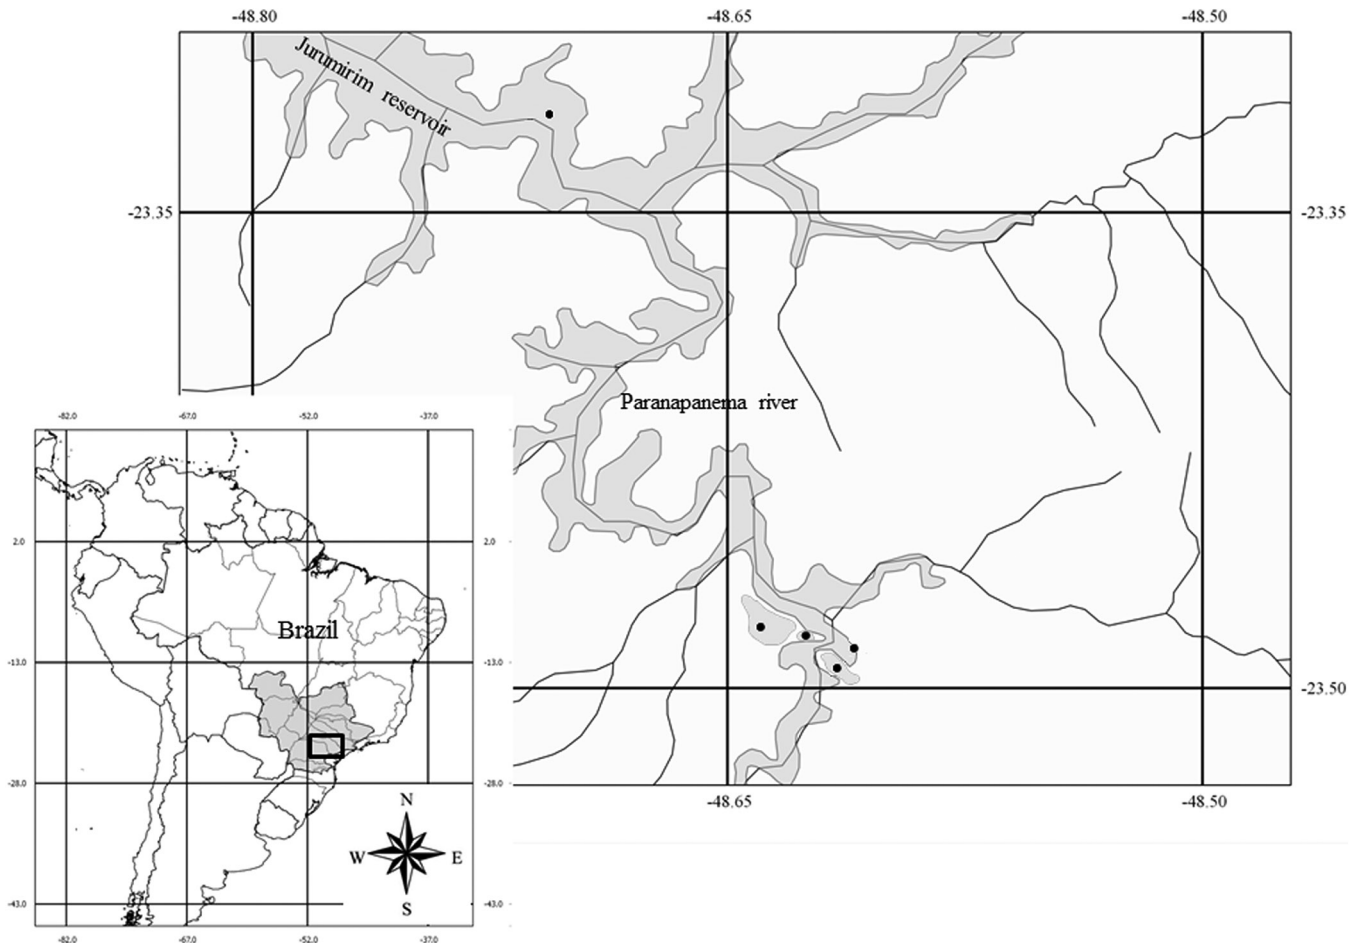 -48.80 -48.65 -48.50
Jurumirim reservoir
-23.35 -23.35
Paranapanema river
-82.0 -67.0 -52.0 -37.0
2.0 2.0
Brazil
-13.0 -13.0
-23.50
-28.0 -28.0
-48.65 -48.50
N
W E
S
-43.0 -43.0
-82.0 -67.0 -52.0 -37.0